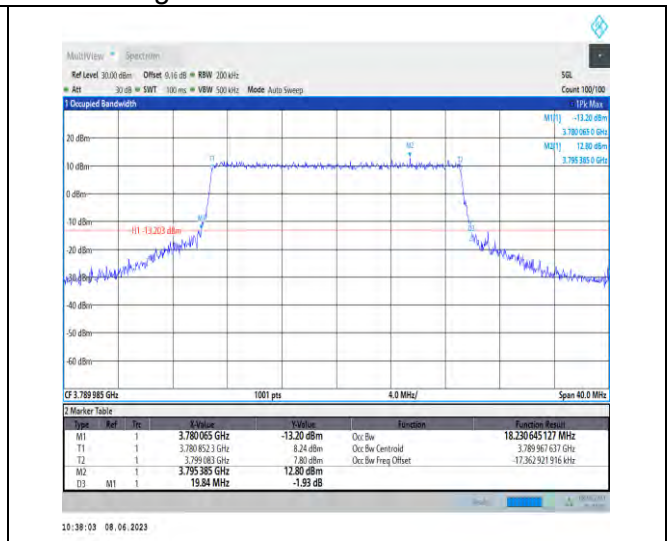 MultiView Spectrum
Ref Level 30.00 dBm Offset 9.16 dB RBW 200 kHz SGL
Att 30 dB SWT 100 ms VBW 500 kHz Mode Auto Sweep Count 100/100
1 Occupied Bandwidth 1Pk Max
M1[1] -13.20 dBm
3.780 065 0 GHz
M2[1] 12.80 dBm
3.795 385 0 GHz
20 dBm
M2
T1 T2
10 dBm
0 dBm
-10 dBm
H1 -13.203 dBm
-20 dBm
-30 dBm
-40 dBm
-50 dBm
-60 dBm
CF 3.789 985 GHz 1001 pts 4.0 MHz/ Span 40.0 MHz
2 Marker Table
Type Ref Trc X-Value Y-Value Function Function Result
M1 1 3.780 065 GHz -13.20 dBm Occ Bw 18.230 645 127 MHz
T1 1 3.780 852 3 GHz 8.24 dBm Occ Bw Centroid 3.789 967 637 GHz
T2 1 3.799 083 GHz 7.80 dBm Occ Bw Freq Offset -17.362 921 916 kHz
M2 1 3.795 385 GHz 12.80 dBm
D3 M1 1 19.84 MHz -1.93 dB
10:38:03 08.06.2023